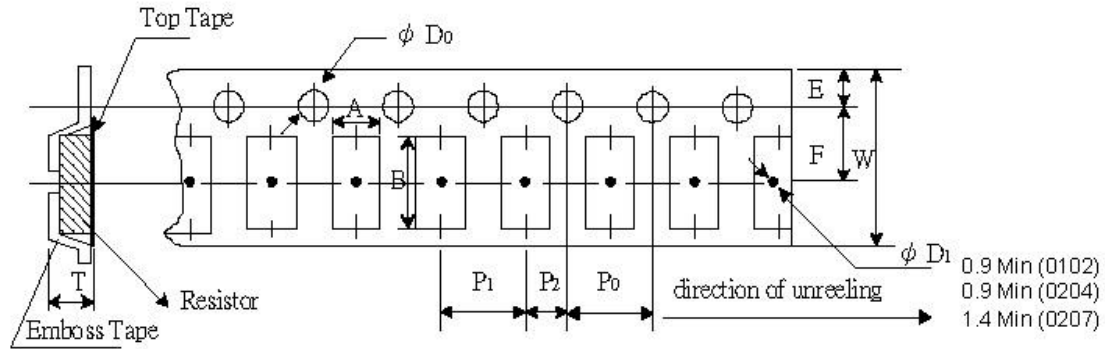 Top Tape
ϕ D0
E
A
F
W
B
ϕ D1
0.9 Min (0102)
T
P1
P2
P0
direction of unreeling
0.9 Min (0204)
Resistor
1.4 Min (0207)
Emboss Tape